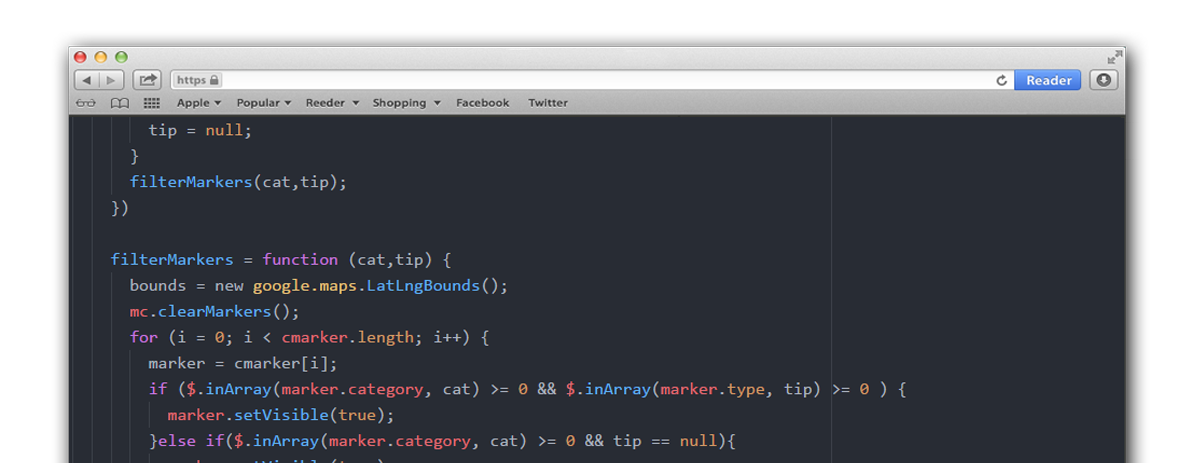 https
Reader
Apple Popular Reeder Shopping Facebook Twitter
tip = null;
}
filterMarkers(cat,tip);
})
filterMarkers = function (cat,tip) {
bounds = new google.maps.LatLngBounds();
mc.clearMarkers();
for (i = 0; i < cmarker.length; i++) {
marker = cmarker[i];
if ($.inArray(marker.category, cat) >= 0 && $.inArray(marker.type, tip) >= 0 ) {
marker.setVisible(true);
}else if($.inArray(marker.category, cat) >= 0 && tip == null){